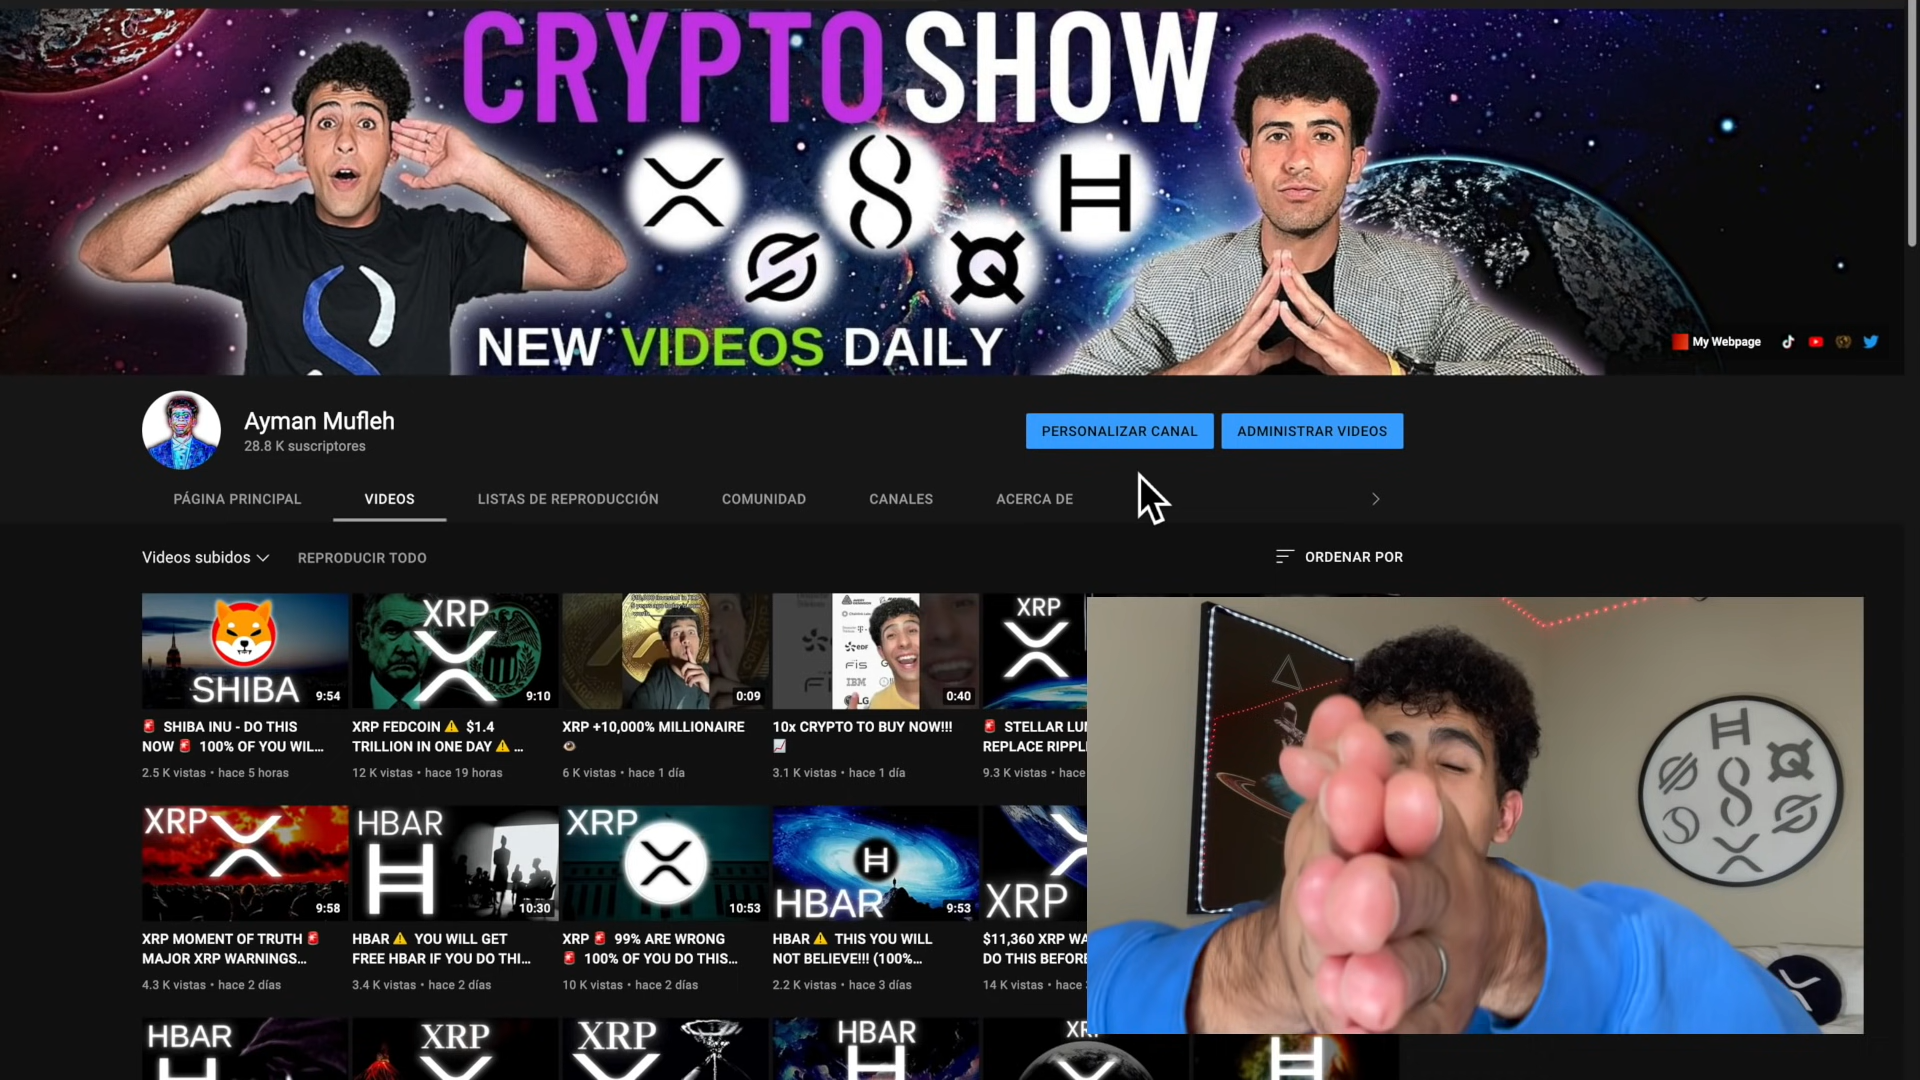 CRYPTO SHOW
NEW VIDEOS DAILY
My Webpage
Ayman Mufleh
28.8 K suscriptores
PERSONALIZAR CANAL
ADMINISTRAR VIDEOS
PÁGINA PRINCIPAL
VIDEOS
LISTAS DE REPRODUCCIÓN
COMUNIDAD
CANALES
ACERCA DE
Videos subidos
REPRODUCIR TODO
ORDENAR POR
SHIBA
9:54
XRP
9:10
0:09
EDF
FIS
IBM
LG
0:40
XRP
🚨 SHIBA INU - DO THIS
NOW 🚨 100% OF YOU WIL...
2.5 K vistas • hace 5 horas
XRP FEDCOIN ⚠️ $1.4
TRILLION IN ONE DAY ⚠️ ...
12 K vistas • hace 19 horas
XRP +10,000% MILLIONAIRE
👁️
6 K vistas • hace 1 día
10x CRYPTO TO BUY NOW!!!
📈
3.1 K vistas • hace 1 día
🚨 STELLAR LU
REPLACE RIPPL
9.3 K vistas • hace
XRP
9:58
HBAR
10:30
XRP
10:53
HBAR
9:53
XRP
XRP MOMENT OF TRUTH 🚨
MAJOR XRP WARNINGS...
4.3 K vistas • hace 2 días
HBAR ⚠️ YOU WILL GET
FREE HBAR IF YOU DO THI...
3.4 K vistas • hace 2 días
XRP 🚨 99% ARE WRONG
🚨 100% OF YOU DO THIS...
10 K vistas • hace 2 días
HBAR ⚠️ THIS YOU WILL
NOT BELIEVE!!! (100%...
2.2 K vistas • hace 3 días
$11,360 XRP WA
DO THIS BEFORE
14 K vistas • hace
HBAR
XRP
XRP
HBAR